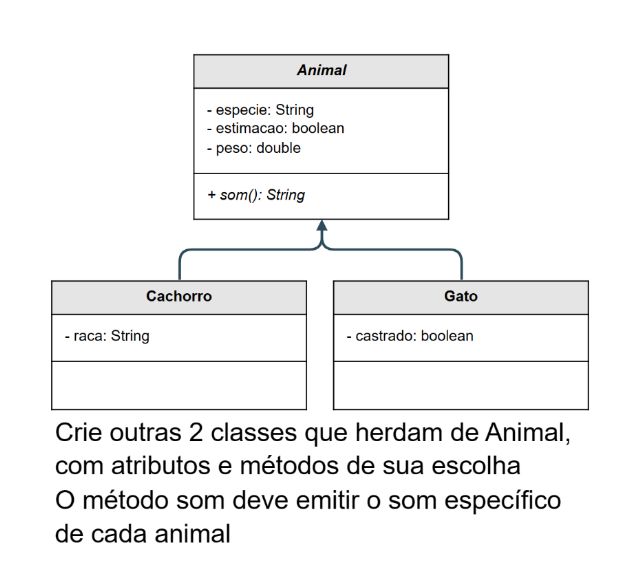 Animal
- especie: String
- estimacao: boolean
- peso: double
+ som(): String
Cachorro
- raca: String
Gato
- castrado: boolean
Crie outras 2 classes que herdam de Animal,
com atributos e métodos de sua escolha
O método som deve emitir o som específico
de cada animal